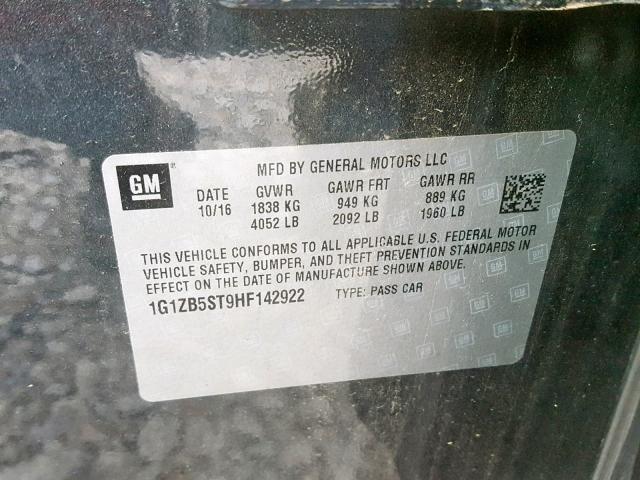 GM
MFD BY GENERAL MOTORS LLC
DATE GVWR GAWR FRT GAWR RR
10/16 1838 KG 949 KG 889 KG
4052 LB 2092 LB 1960 LB
THIS VEHICLE CONFORMS TO ALL APPLICABLE U.S. FEDERAL MOTOR
VEHICLE SAFETY, BUMPER, AND THEFT PREVENTION STANDARDS IN
EFFECT ON THE DATE OF MANUFACTURE SHOWN ABOVE.
1G1ZB5ST9HF142922 TYPE: PASS CAR